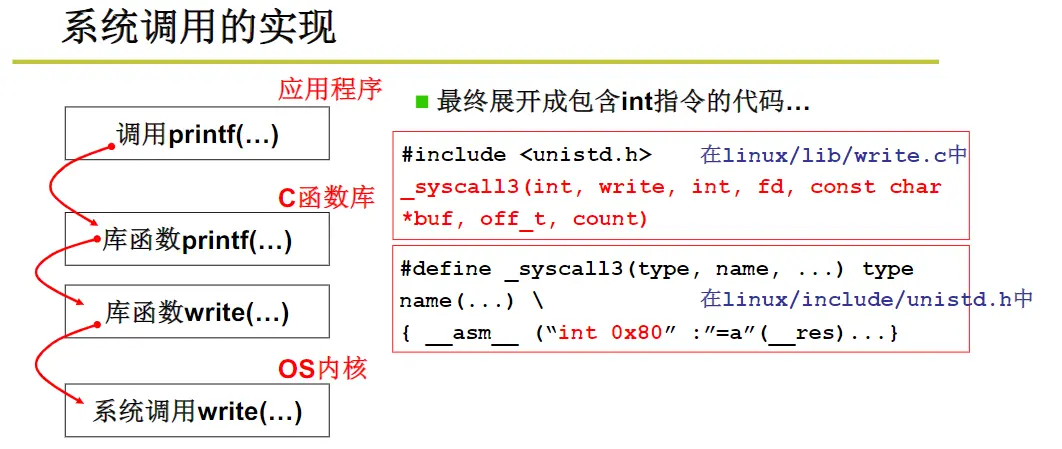 系统调用的实现
应用程序
调用printf(…)
C函数库
库函数printf(…)
库函数write(…)
OS内核
系统调用write(…)
■ 最终展开成包含int指令的代码…
#include <unistd.h> 在linux/lib/write.c中
_syscall3(int, write, int, fd, const char
*buf, off_t, count)
#define _syscall3(type, name, ...) type
name(...) \ 在linux/include/unistd.h中
{ __asm__ (“int 0x80” :”=a”(__res)...}